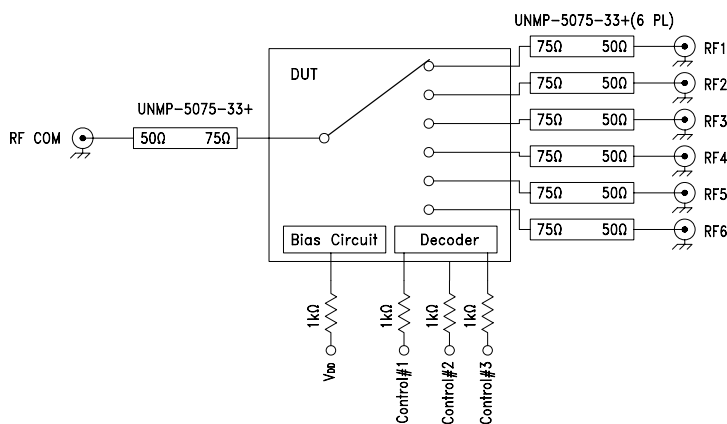 UNMP-5075-33+(6 PL)
75Ω 50Ω RF1
DUT
75Ω 50Ω RF2
UNMP-5075-33+
75Ω 50Ω RF3
RF COM 50Ω 75Ω
75Ω 50Ω RF4
75Ω 50Ω RF5
75Ω 50Ω RF6
Bias Circuit Decoder
1kΩ 1kΩ 1kΩ 1kΩ
VDD Control#1 Control#2 Control#3